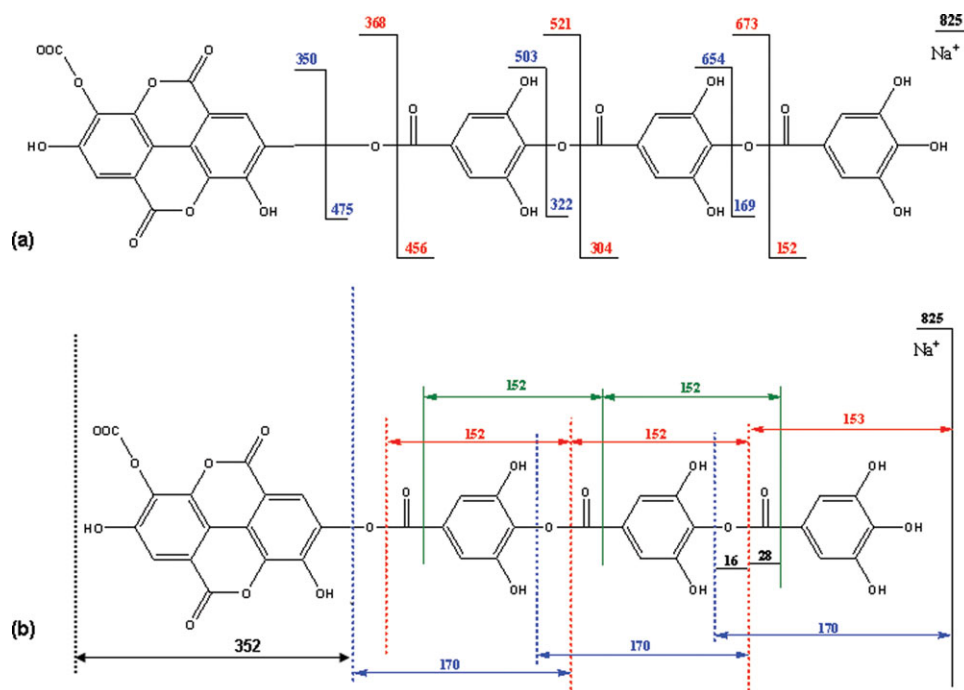 825
368 521 673
Na+
OOC
O
350 503 654
OH OH OH
O O O O O
O
HO O O O OH
O OH
475 OH 322 OH 169 OH
(a)
O
456 304 152
825
Na+
152 152
153
152 152
OOC
O
OH OH OH
O O O O O
O
HO O O O OH
16 28
O OH OH OH OH
O
(b)
170
352
170
170